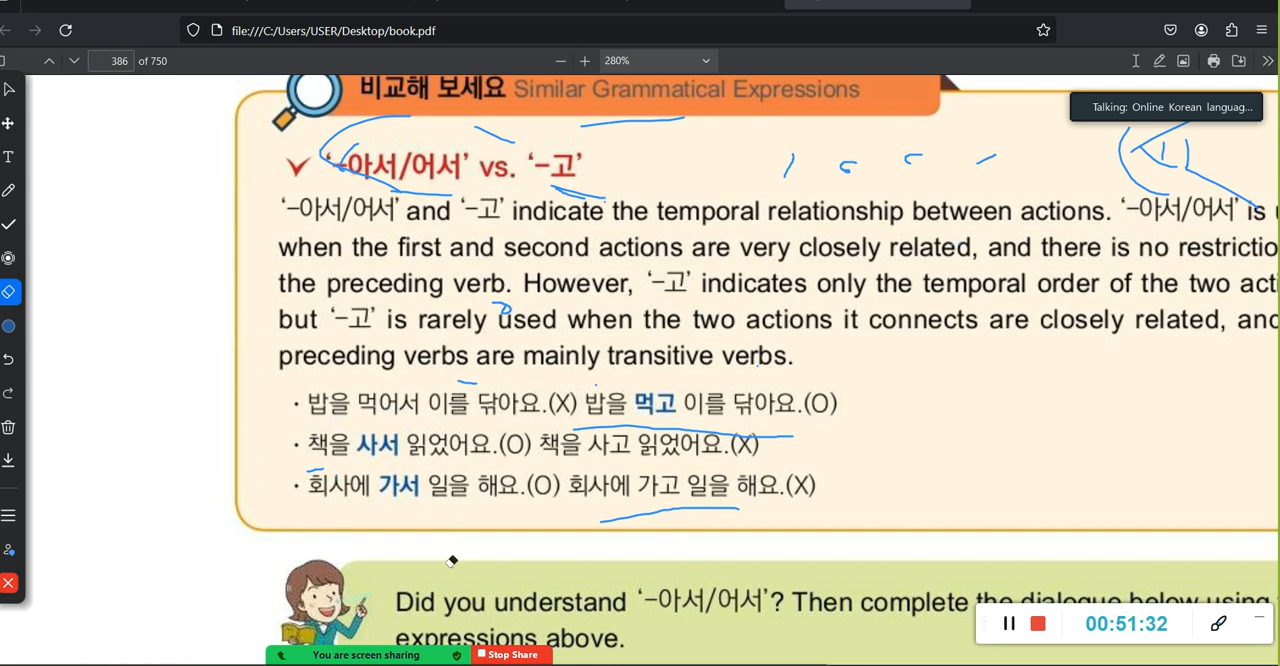 file:///C:/Users/USER/Desktop/book.pdf
386 of 750
280%
비교해 보세요 Similar Grammatical Expressions
Talking: Online Korean languag...
'–아서/어서' vs. '–고'
'–아서/어서' and '–고' indicate the temporal relationship between actions. '–아서/어서' is
when the first and second actions are very closely related, and there is no restrictio
the preceding verb. However, '–고' indicates only the temporal order of the two acti
but '–고' is rarely used when the two actions it connects are closely related, and
preceding verbs are mainly transitive verbs.
· 밥을 먹어서 이를 닦아요.(X) 밥을 먹고 이를 닦아요.(O)
· 책을 사서 읽었어요.(O) 책을 사고 읽었어요.(X)
· 회사에 가서 일을 해요.(O) 회사에 가고 일을 해요.(X)
Did you understand '–아서/어서'? Then complete the dialogue below using
expressions above.
00:51:32
You are screen sharing
Stop Share